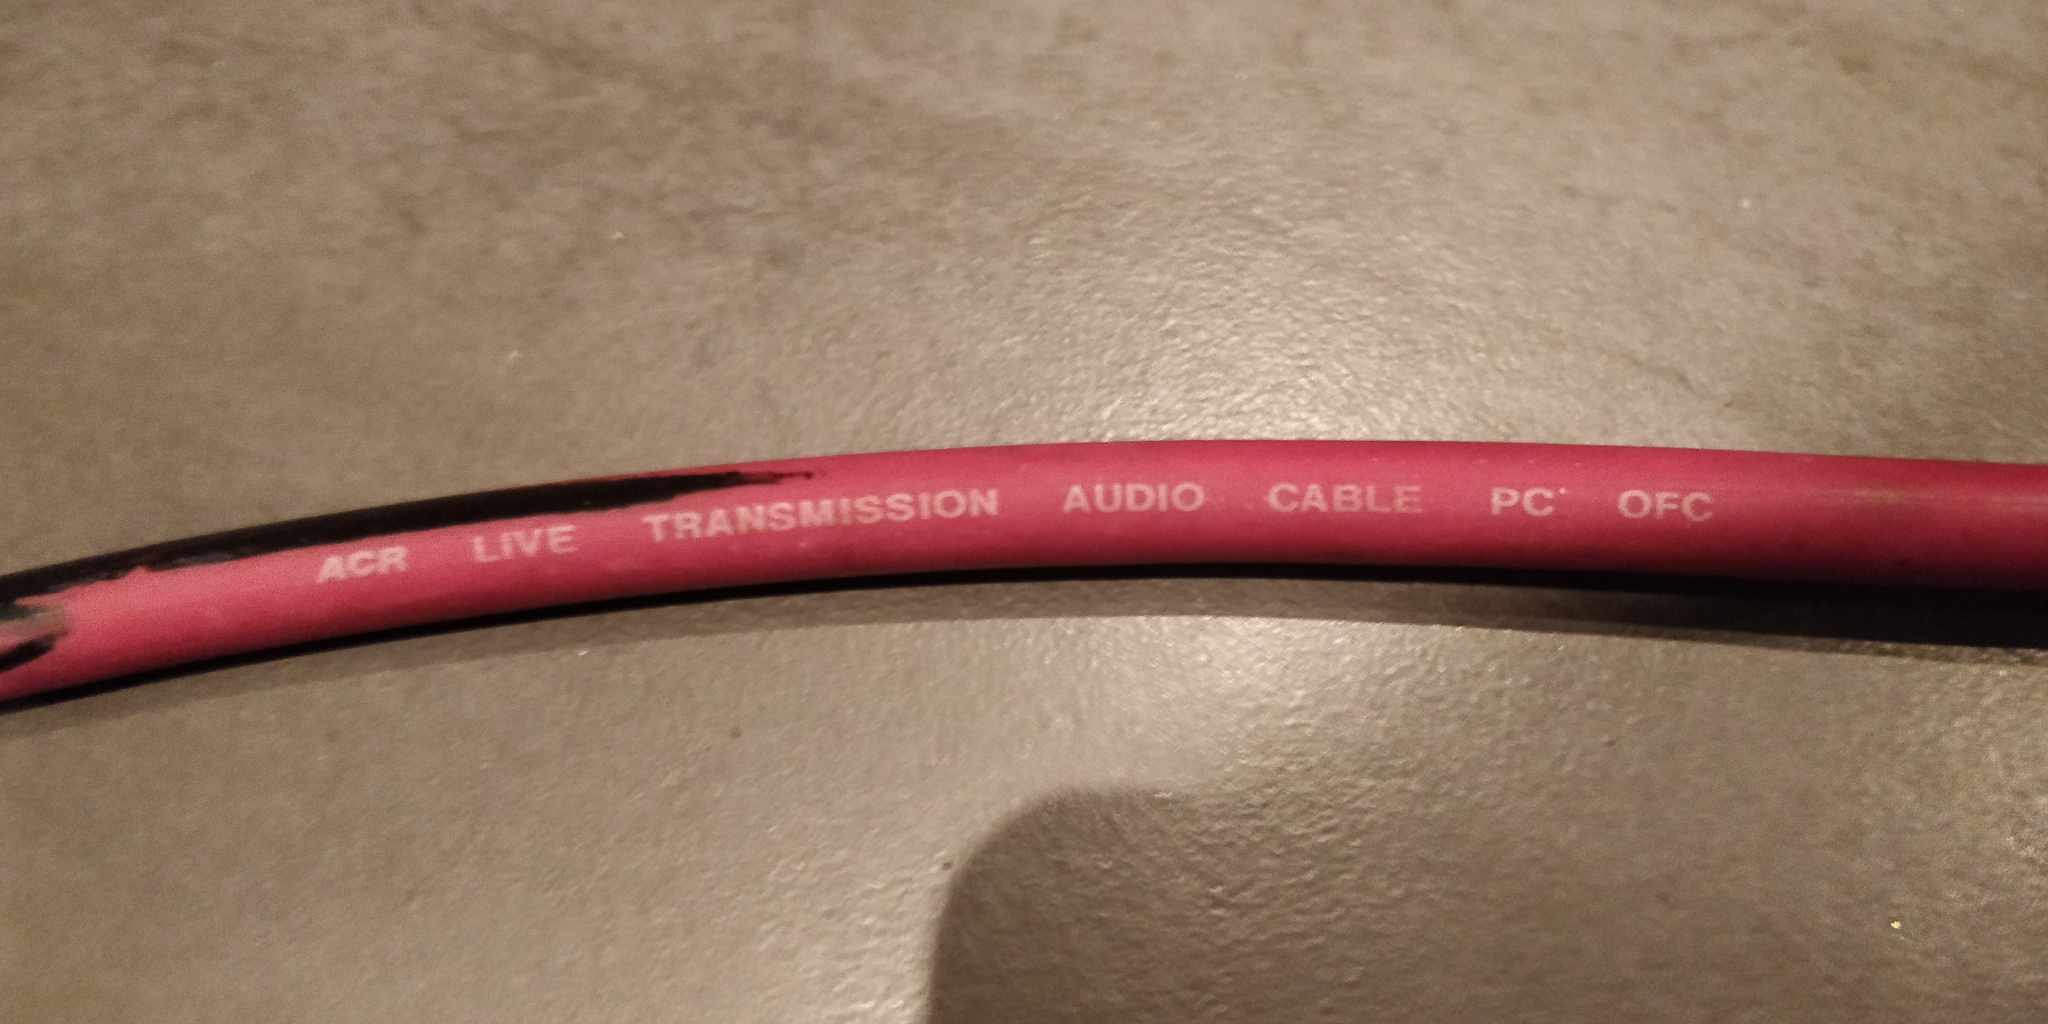 ACR LIVE TRANSMISSION AUDIO CABLE PC OFC